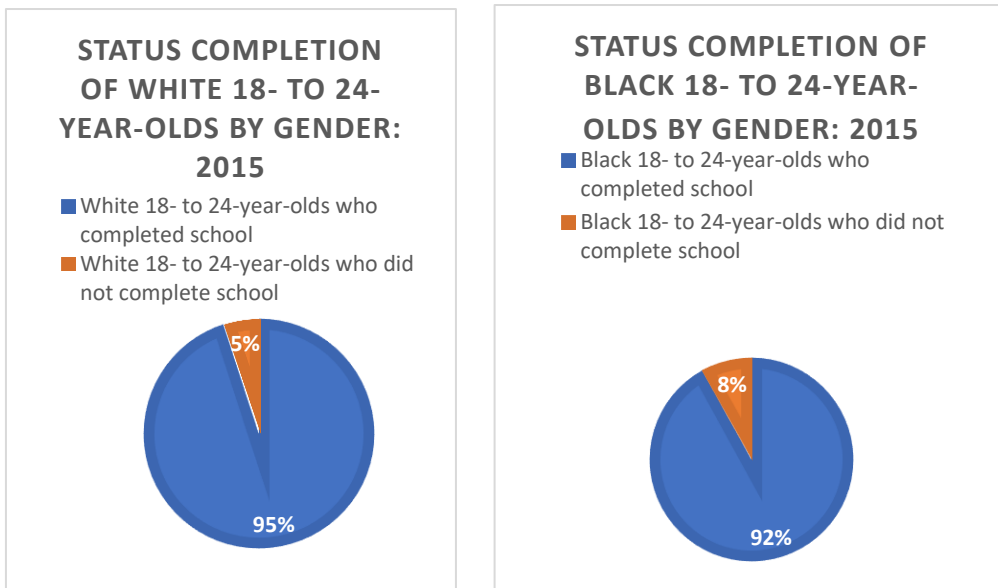 STATUS COMPLETION
OF WHITE 18- TO 24-
YEAR-OLDS BY GENDER:
2015
White 18- to 24-year-olds who
completed school
White 18- to 24-year-olds who did
not complete school
5%
95%
STATUS COMPLETION OF
BLACK 18- TO 24-YEAR-
OLDS BY GENDER: 2015
Black 18- to 24-year-olds who
completed school
Black 18- to 24-year-olds who did not
complete school
8%
92%